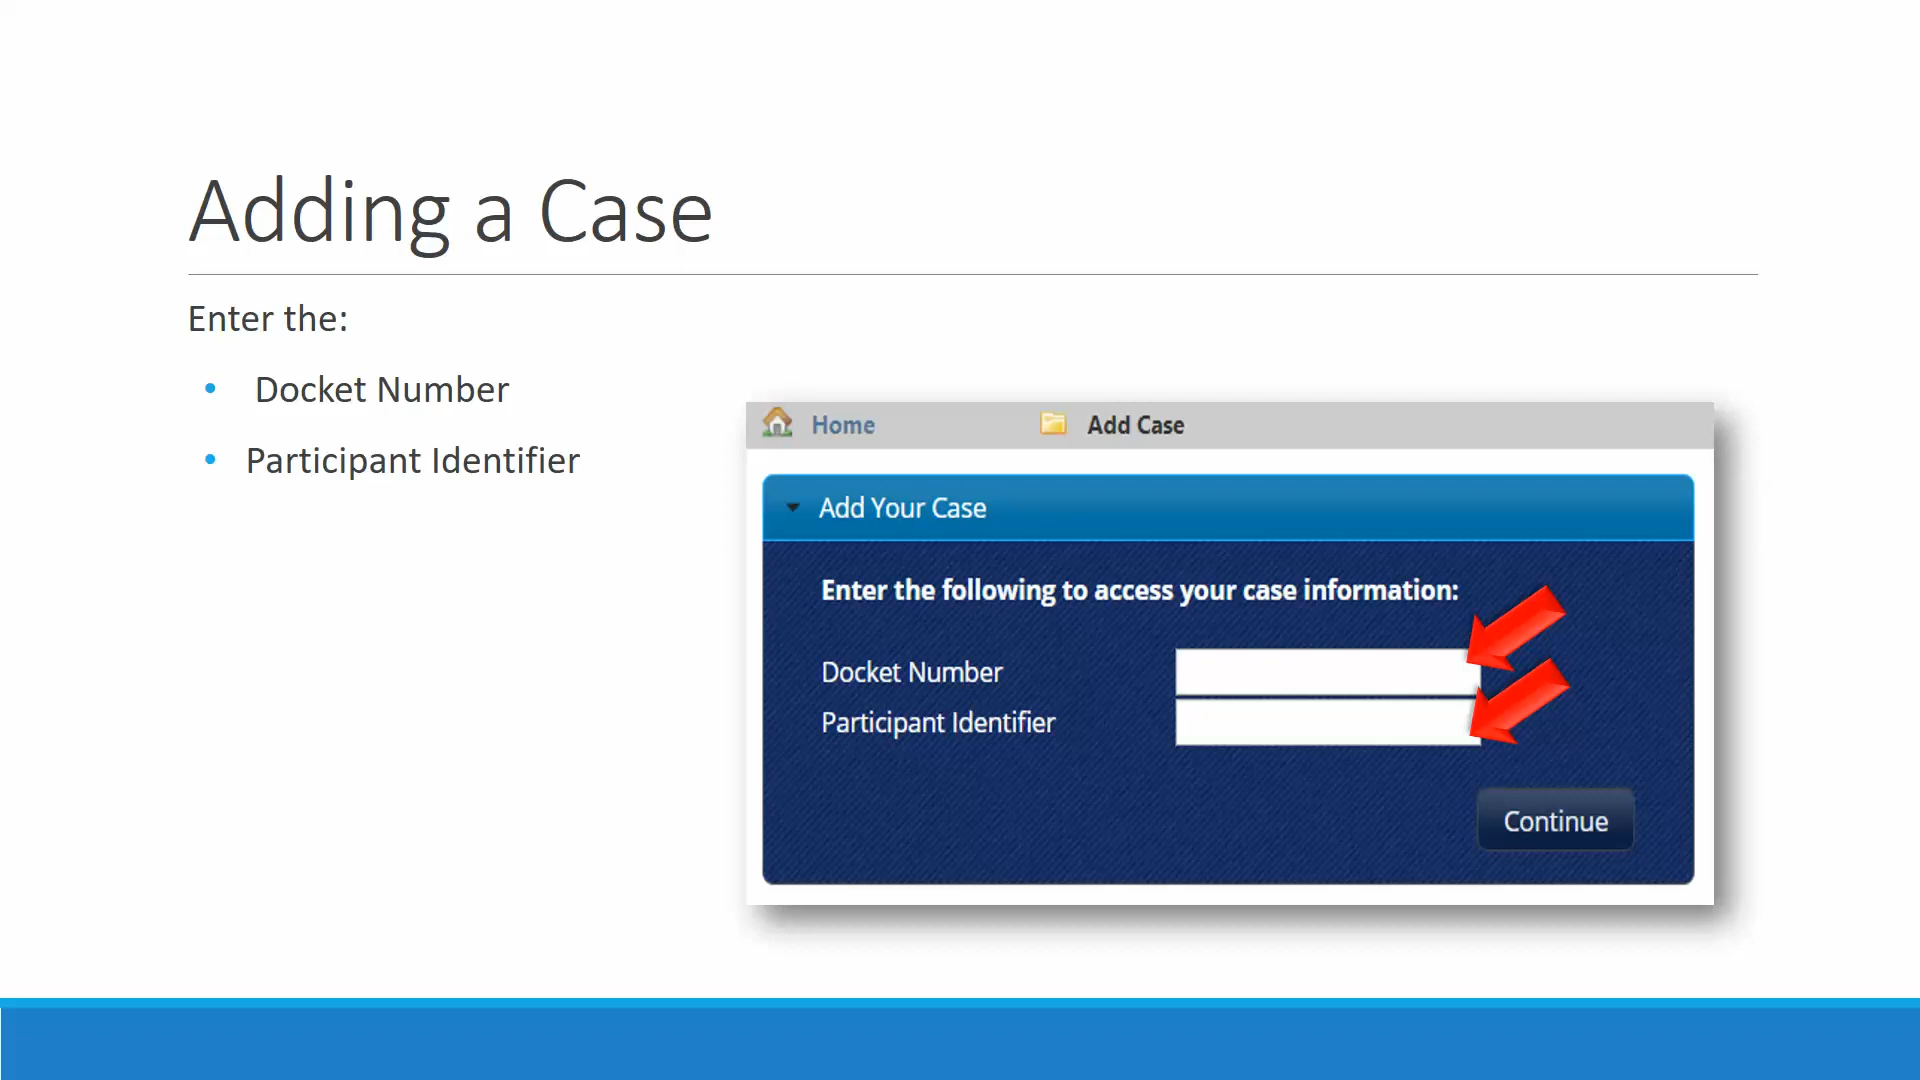 Adding a Case
Enter the:
• Docket Number
• Participant Identifier
Home Add Case
Add Your Case
Enter the following to access your case information:
Docket Number
Participant Identifier
Continue